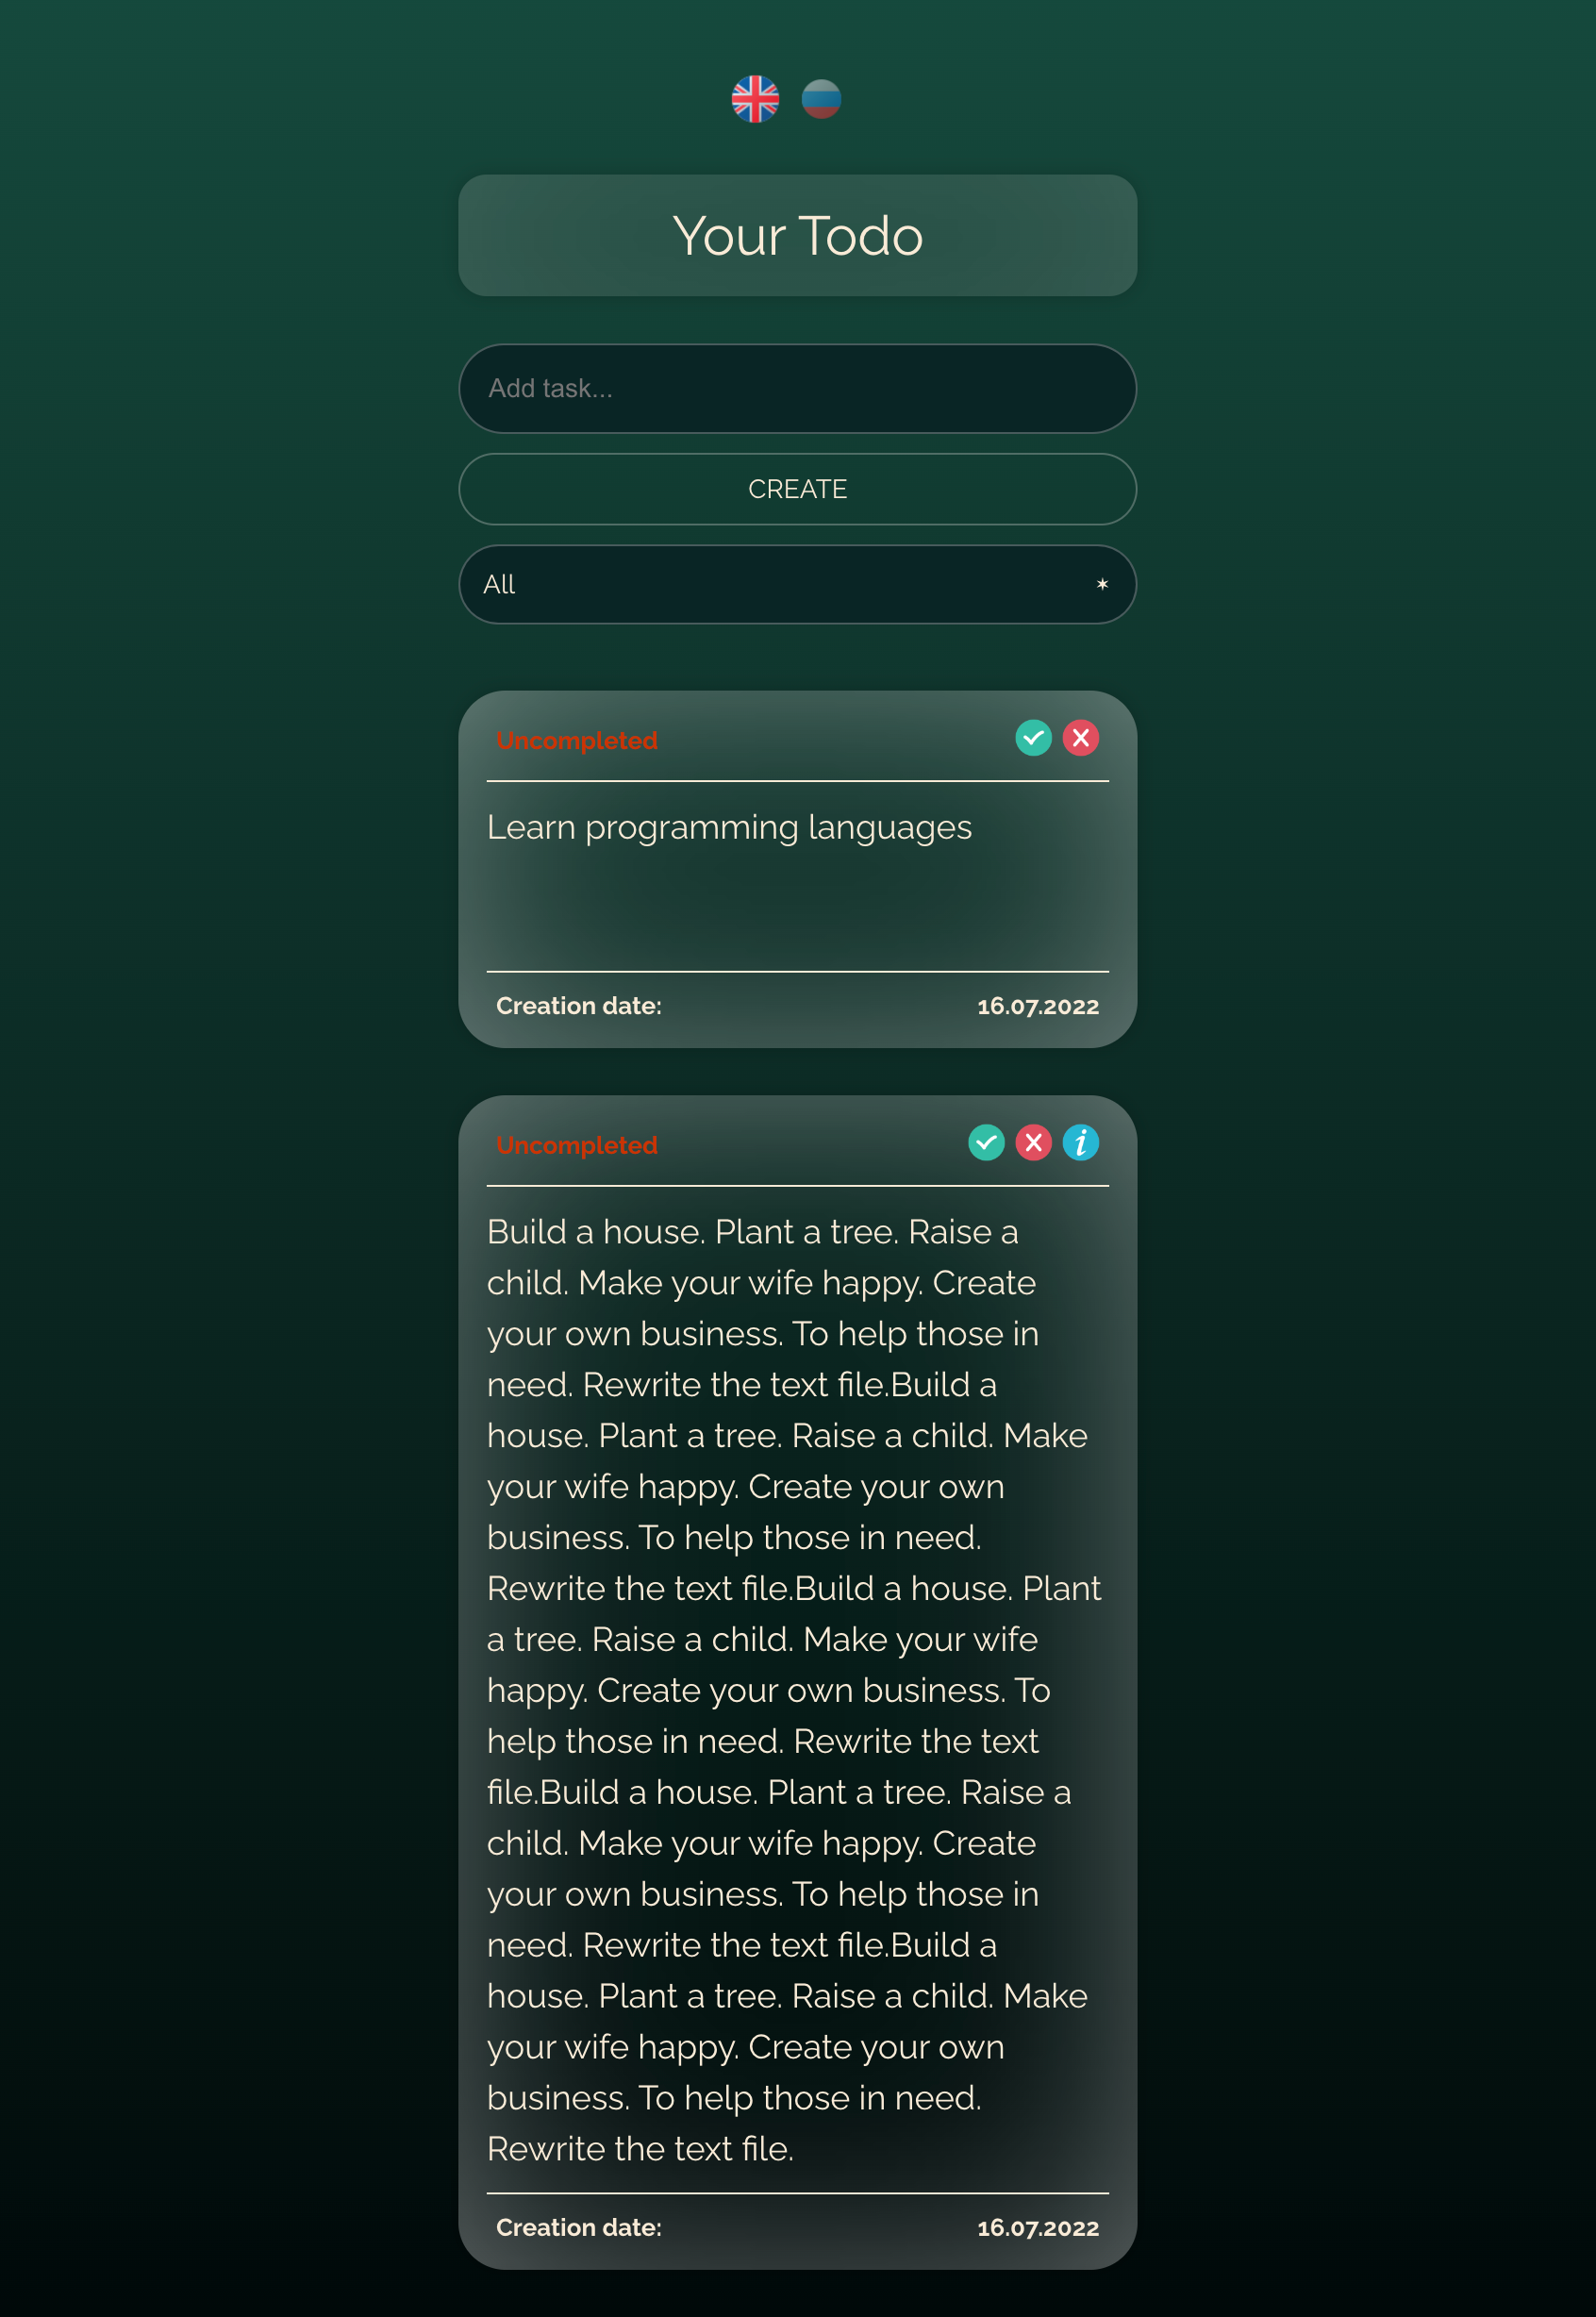 Your Todo
Add task...
CREATE
All
Uncompleted
Learn programming languages
Creation date: 16.07.2022
Uncompleted
Build a house. Plant a tree. Raise a
child. Make your wife happy. Create
your own business. To help those in
need. Rewrite the text file.Build a
house. Plant a tree. Raise a child. Make
your wife happy. Create your own
business. To help those in need.
Rewrite the text file.Build a house. Plant
a tree. Raise a child. Make your wife
happy. Create your own business. To
help those in need. Rewrite the text
file.Build a house. Plant a tree. Raise a
child. Make your wife happy. Create
your own business. To help those in
need. Rewrite the text file.Build a
house. Plant a tree. Raise a child. Make
your wife happy. Create your own
business. To help those in need.
Rewrite the text file.
Creation date: 16.07.2022